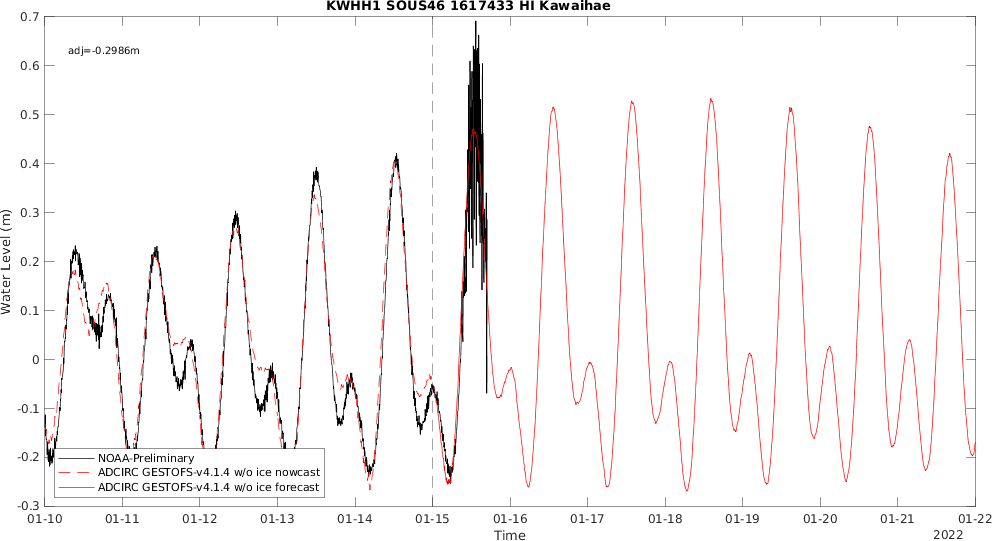 KWHH1 SOUS46 1617433 HI Kawaihae
0.7
adj=-0.2986m
0.6
0.5
0.4
0.3
0.2
0.1
0
-0.1
-0.2
-0.3
Water Level (m)
NOAA-Preliminary
ADCIRC GESTOFS-v4.1.4 w/o ice nowcast
ADCIRC GESTOFS-v4.1.4 w/o ice forecast
01-10 01-11 01-12 01-13 01-14 01-15 01-16 01-17 01-18 01-19 01-20 01-21 01-22
Time
2022